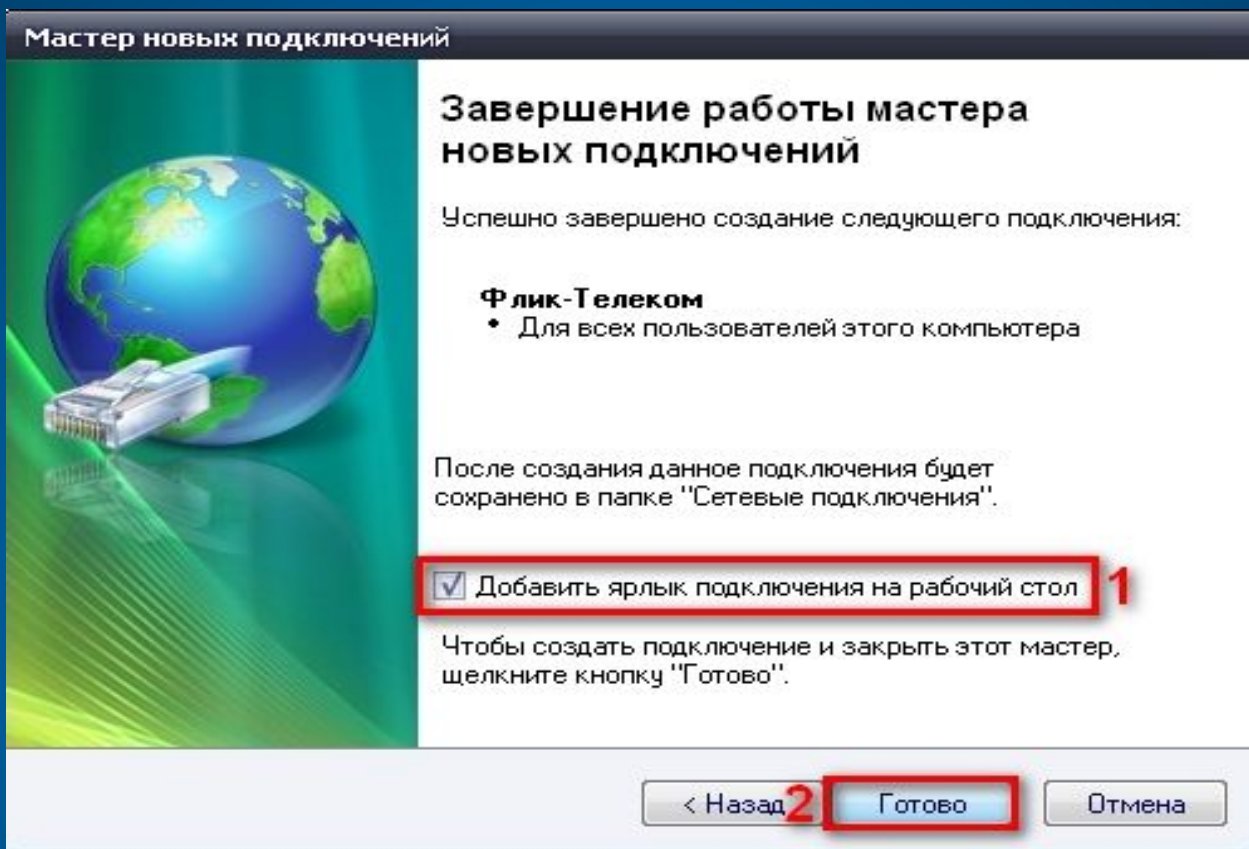 Мастер новых подключений
Завершение работы мастера
новых подключений
Успешно завершено создание следующего подключения:
Флик-Телеком
• Для всех пользователей этого компьютера
После создания данное подключения будет
сохранено в папке "Сетевые подключения".
Добавить ярлык подключения на рабочий стол 1
Чтобы создать подключение и закрыть этот мастер,
щелкните кнопку "Готово".
< Назад 2 Готово Отмена